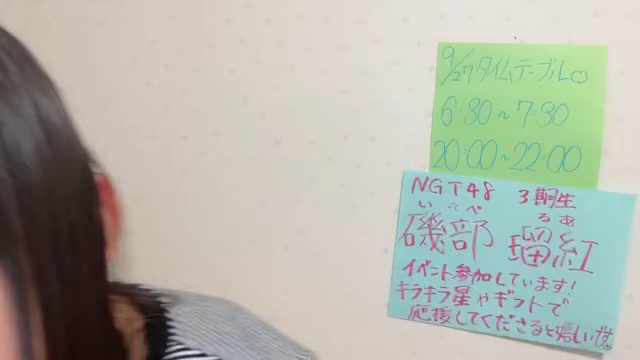 9/27タイムテーブル♡
6:30~7:30
20:00~22:00
NGT48 3期生
いそべ るあ
磯部 瑠紅
イベント参加しています!
キラキラ星やギフトで
応援してくださると嬉しいです。